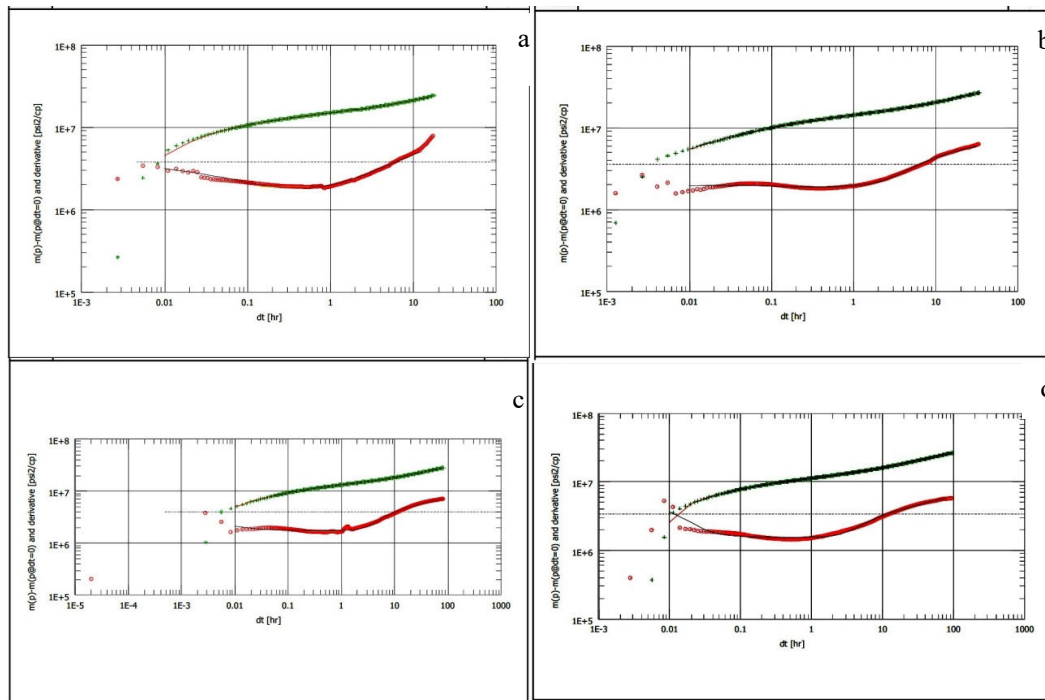 a
1E+8
1E+7
1E+6
1E+5
m(p)-m(p@dt=0) and derivative [psi2/cp]
1E-3 0.01 0.1 1 10 100
dt [hr]
b
1E+8
1E+7
1E+6
1E+5
m(p)-m(p@dt=0) and derivative [psi2/cp]
1E-3 0.01 0.1 1 10 100
dt [hr]
c
1E+8
1E+7
1E+6
1E+5
m(p)-m(p@dt=0) and derivative [psi2/cp]
1E-5 1E-4 1E-3 0.01 0.1 1 10 100 1000
dt [hr]
d
1E+8
1E+7
1E+6
1E+5
m(p)-m(p@dt=0) and derivative [psi2/cp]
1E-3 0.01 0.1 1 10 100 1000
dt [hr]